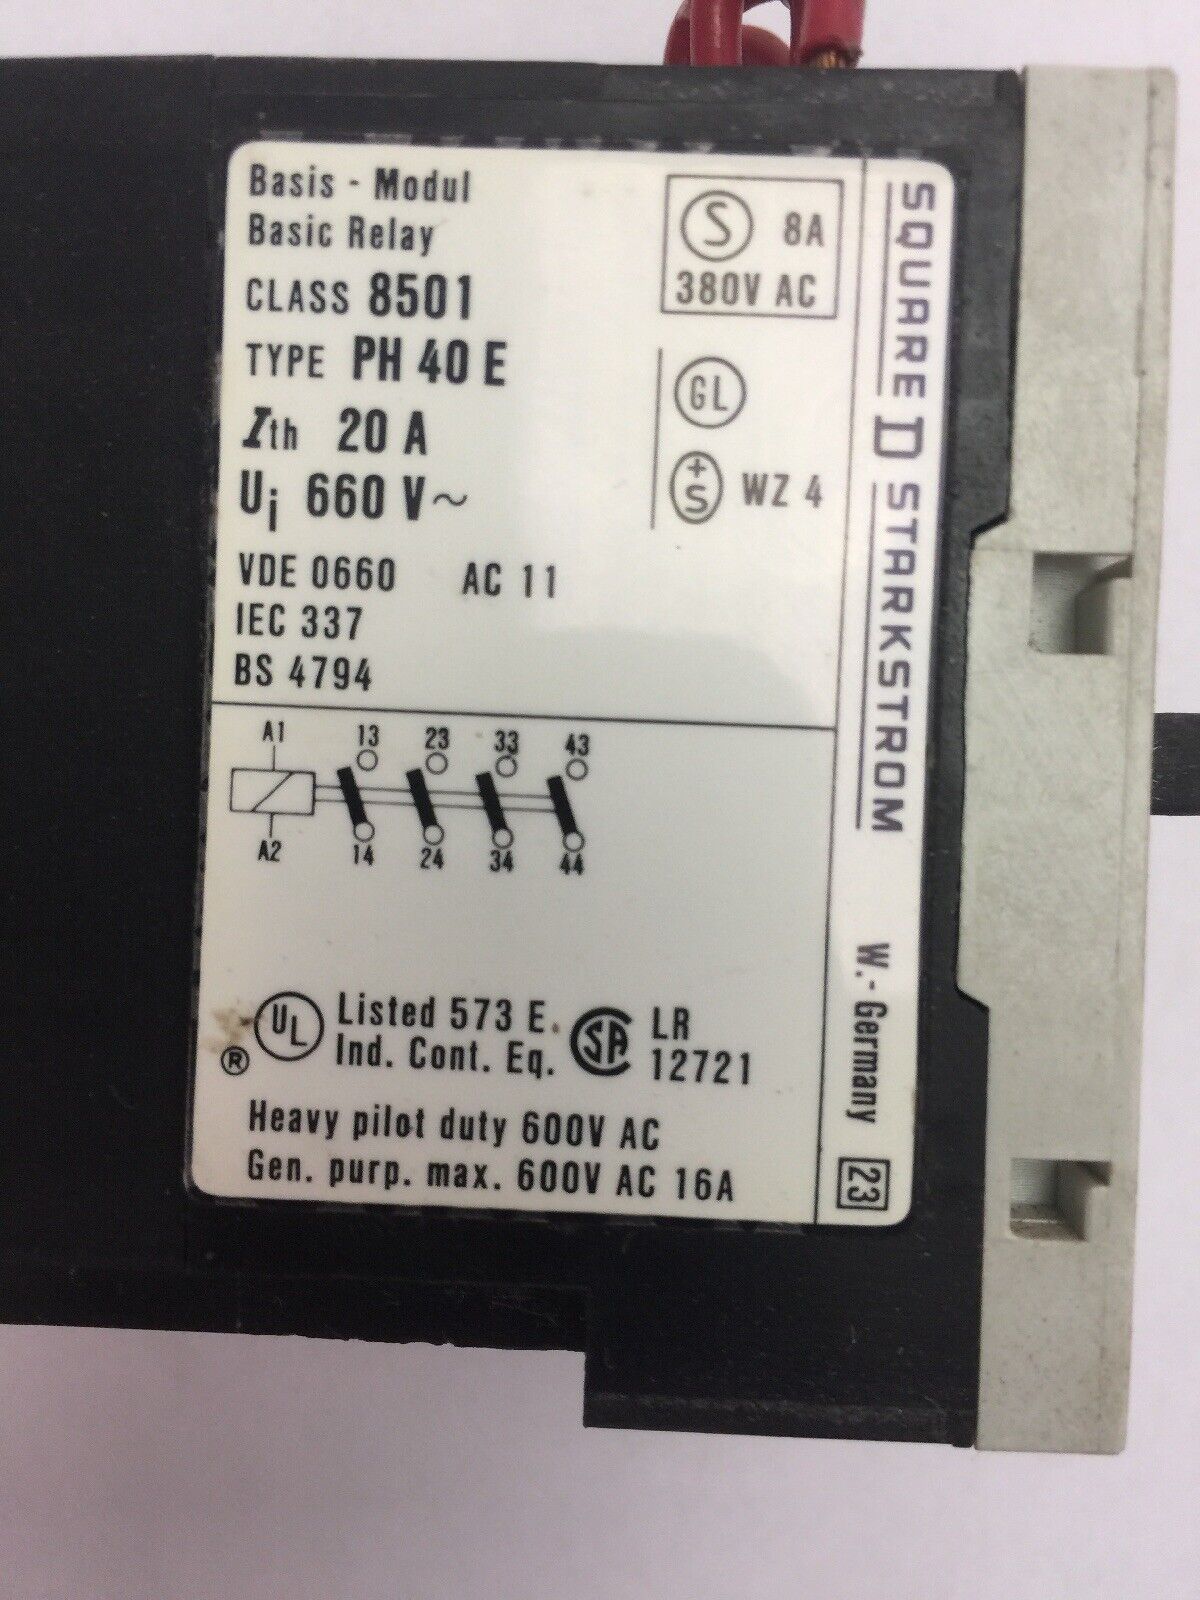 Basis - Modul
Basic Relay
CLASS 8501
TYPE PH 40 E
Ith 20 A
Ui 660 V~
VDE 0660 AC 11
IEC 337
BS 4794
S 8A
380V AC
GL
+S WZ 4
A1 13 23 33 43
A2 14 24 34 44
UL Listed 573 E.
® Ind. Cont. Eq.
SA LR
12721
Heavy pilot duty 600V AC
Gen. purp. max. 600V AC 16A
SQUARE D STARKSTROM
W.-Germany 23